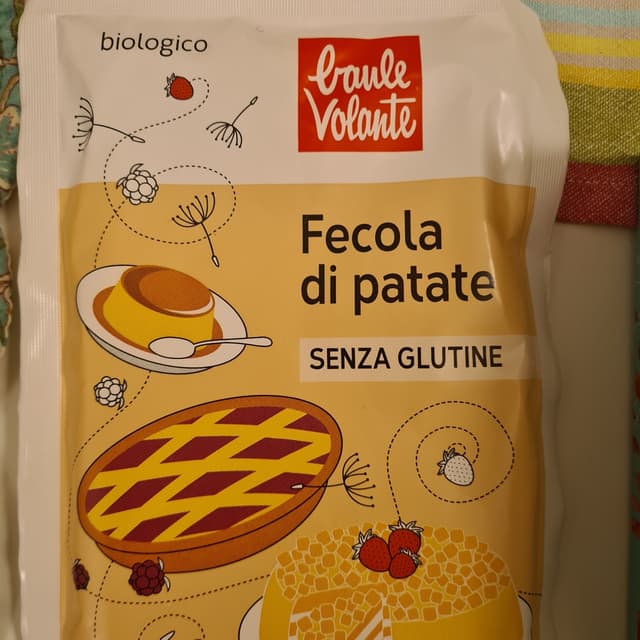 biologico
baule
Volante
Fecola
di patate
SENZA GLUTINE